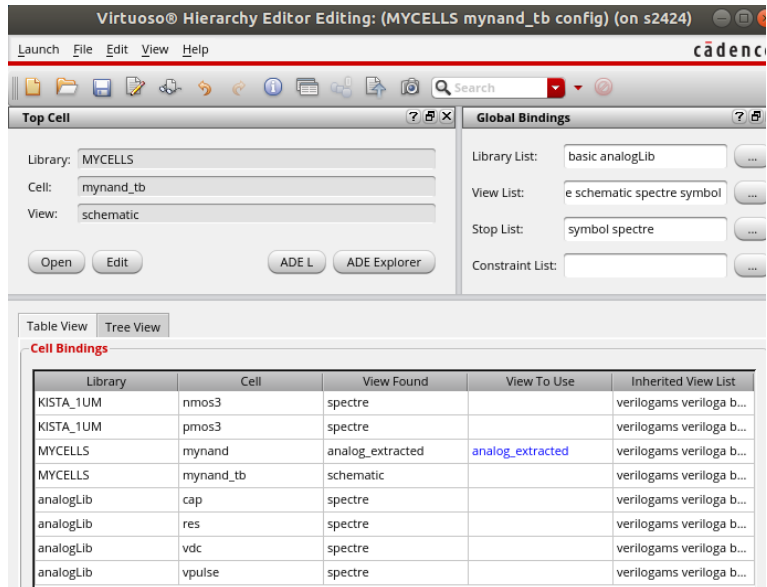 Virtuoso® Hierarchy Editor Editing: (MYCELLS mynand_tb config) (on s2424)
Launch File Edit View Help
cādence
Search
Top Cell
Global Bindings
Library: MYCELLS
Cell: mynand_tb
View: schematic
Open Edit ADE L ADE Explorer
Library List: basic analogLib ...
View List: e schematic spectre symbol ...
Stop List: symbol spectre ...
Constraint List: ...
Table View Tree View
Cell Bindings
Library Cell View Found View To Use Inherited View List
KISTA_1UM nmos3 spectre verilogams veriloga b...
KISTA_1UM pmos3 spectre verilogams veriloga b...
MYCELLS mynand analog_extracted analog_extracted verilogams veriloga b...
MYCELLS mynand_tb schematic verilogams veriloga b...
analogLib cap spectre verilogams veriloga b...
analogLib res spectre verilogams veriloga b...
analogLib vdc spectre verilogams veriloga b...
analogLib vpulse spectre verilogams veriloga b...